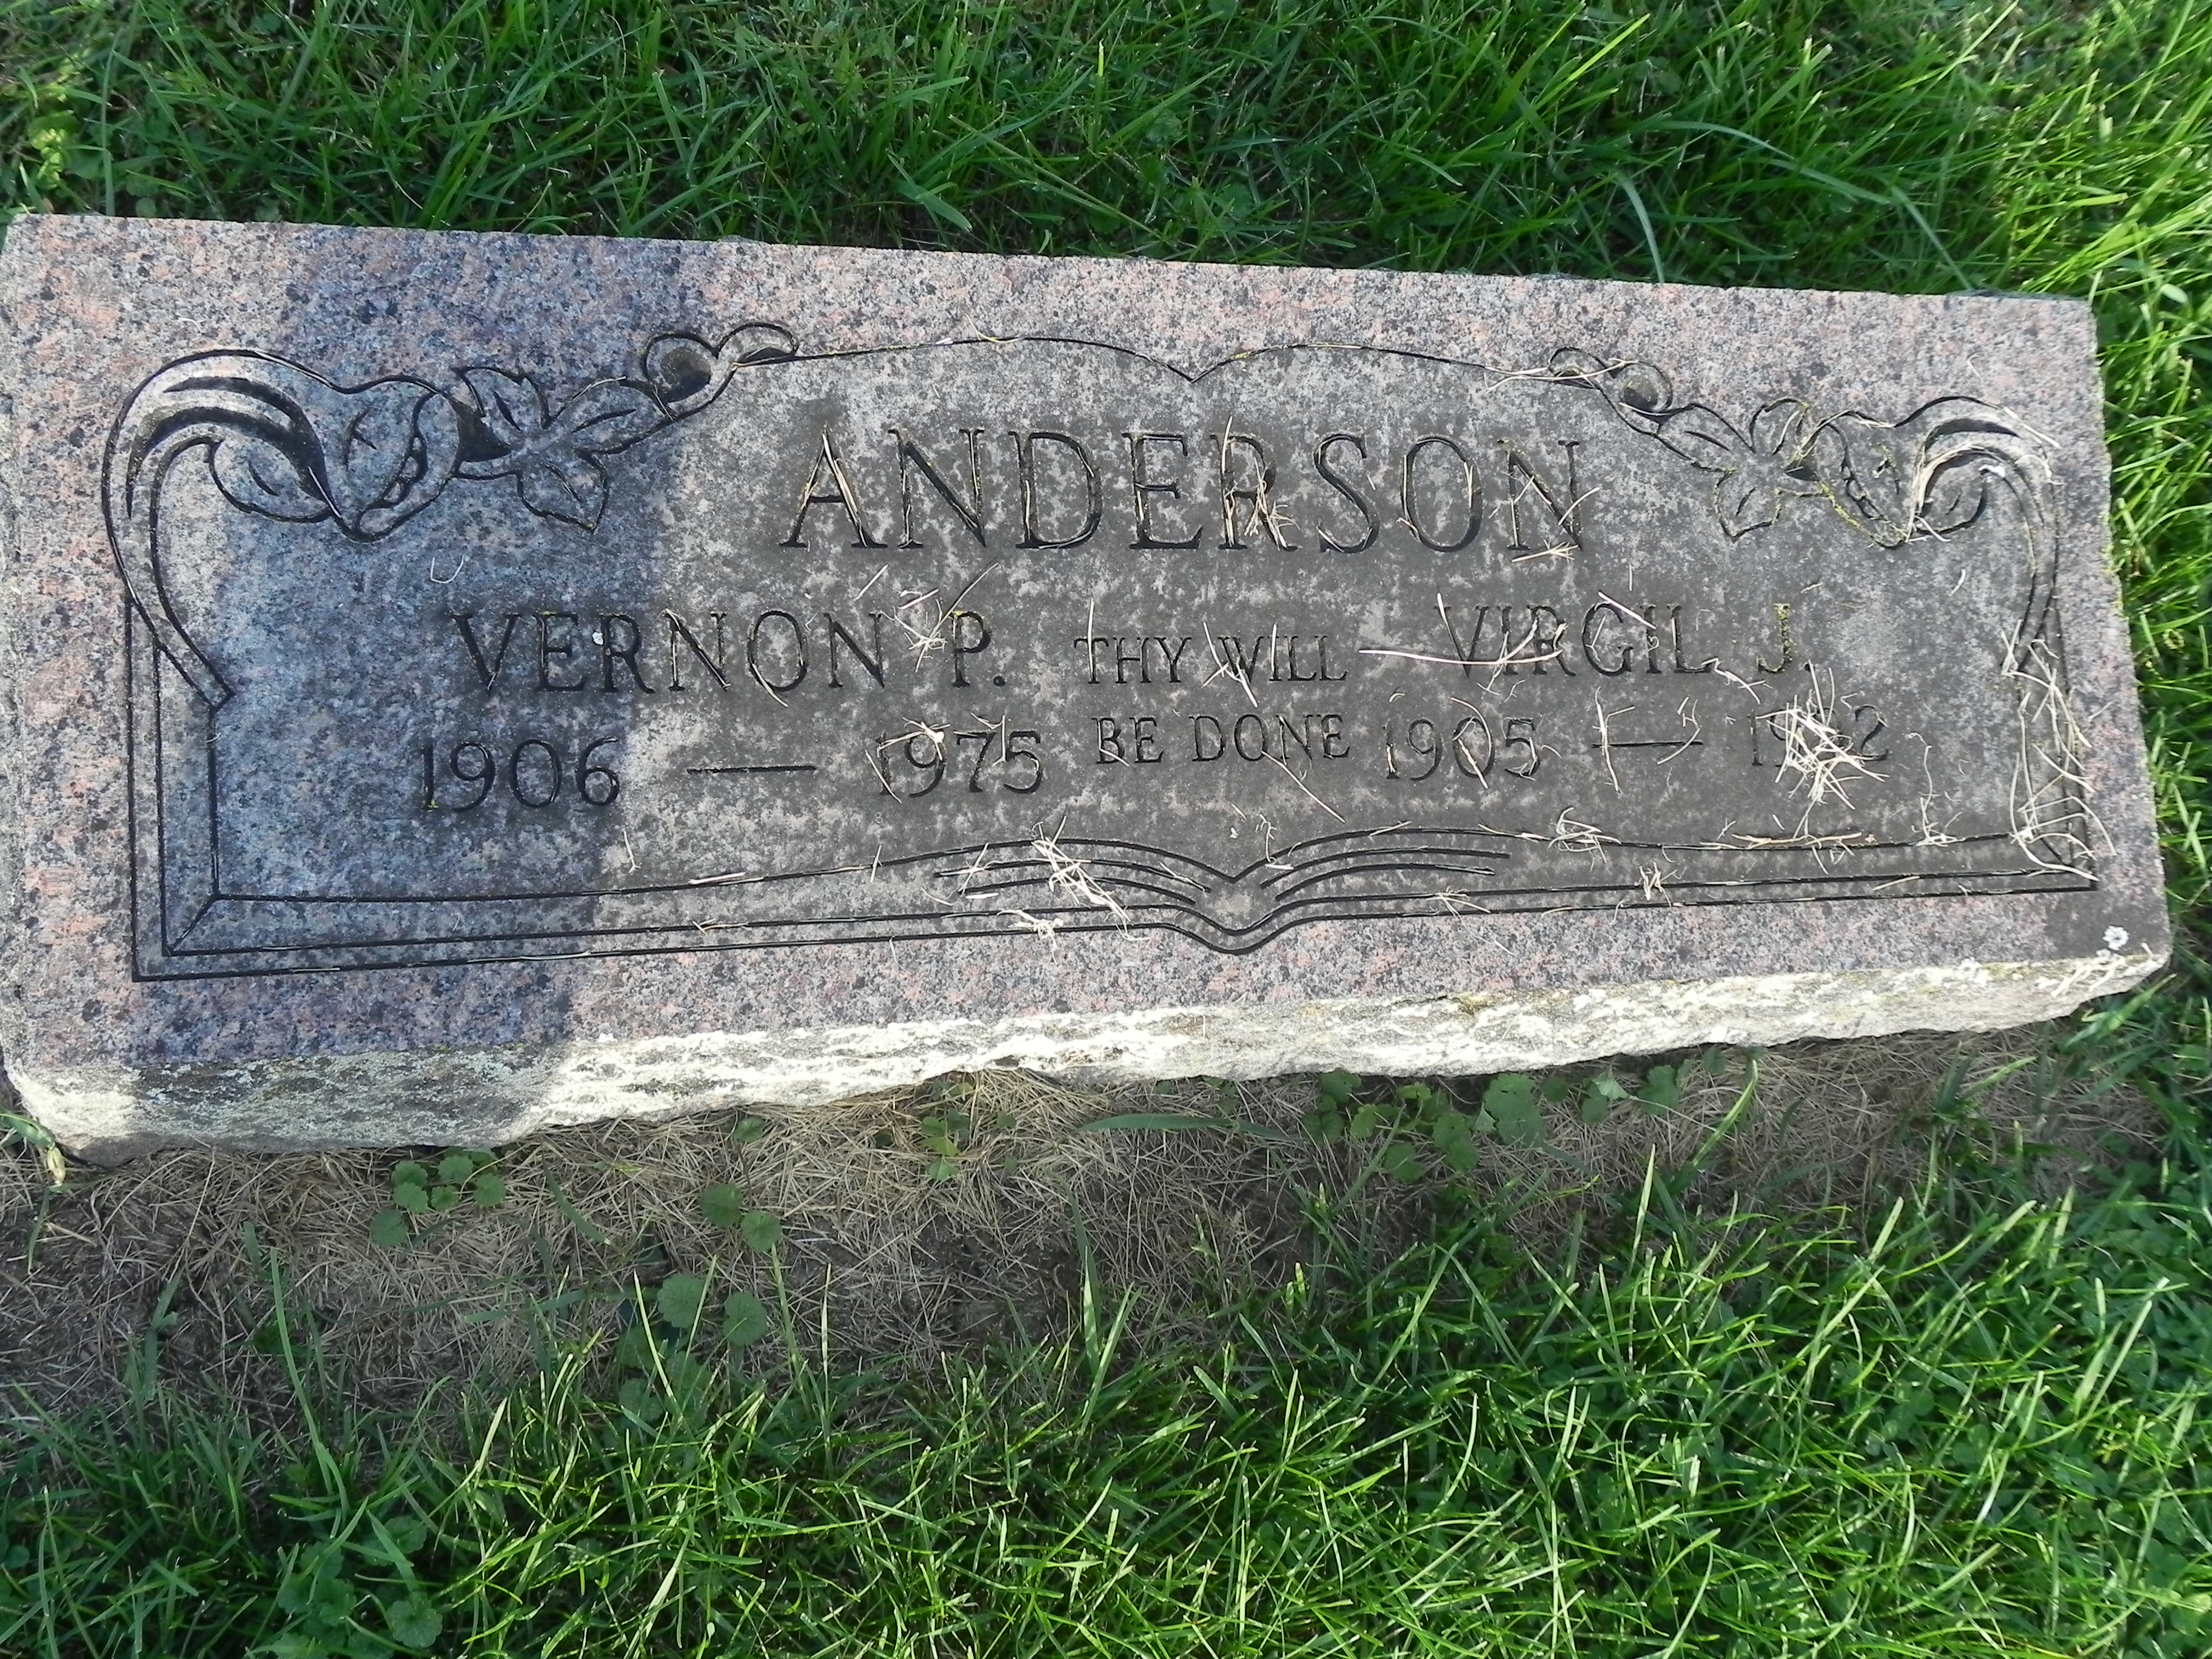 ANDERSON
VERNON P. THY WILL VIRGIL J.
1906 — 1975 BE DONE 1905 —